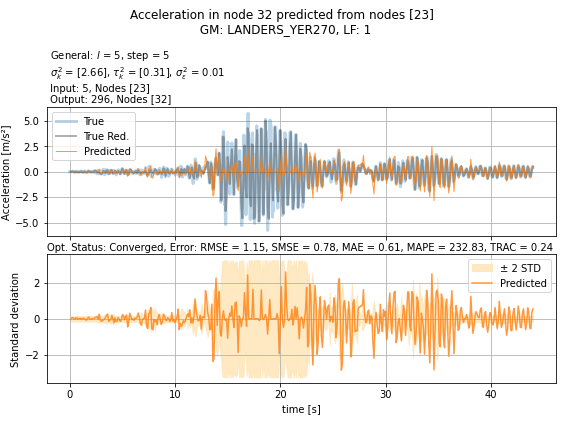 Acceleration in node 32 predicted from nodes [23]
GM: LANDERS_YER270, LF: 1
General: l = 5, step = 5
σ²ₖ = [2.66], τ²ₖ = [0.31], σ²ε = 0.01
Input: 5, Nodes [23]
Output: 296, Nodes [32]
Acceleration [m/s²]
5.0
2.5
0.0
−2.5
−5.0
True
True Red.
Predicted
Opt. Status: Converged, Error: RMSE = 1.15, SMSE = 0.78, MAE = 0.61, MAPE = 232.83, TRAC = 0.24
Standard deviation
2
0
−2
± 2 STD
Predicted
0 10 20 30 40
time [s]